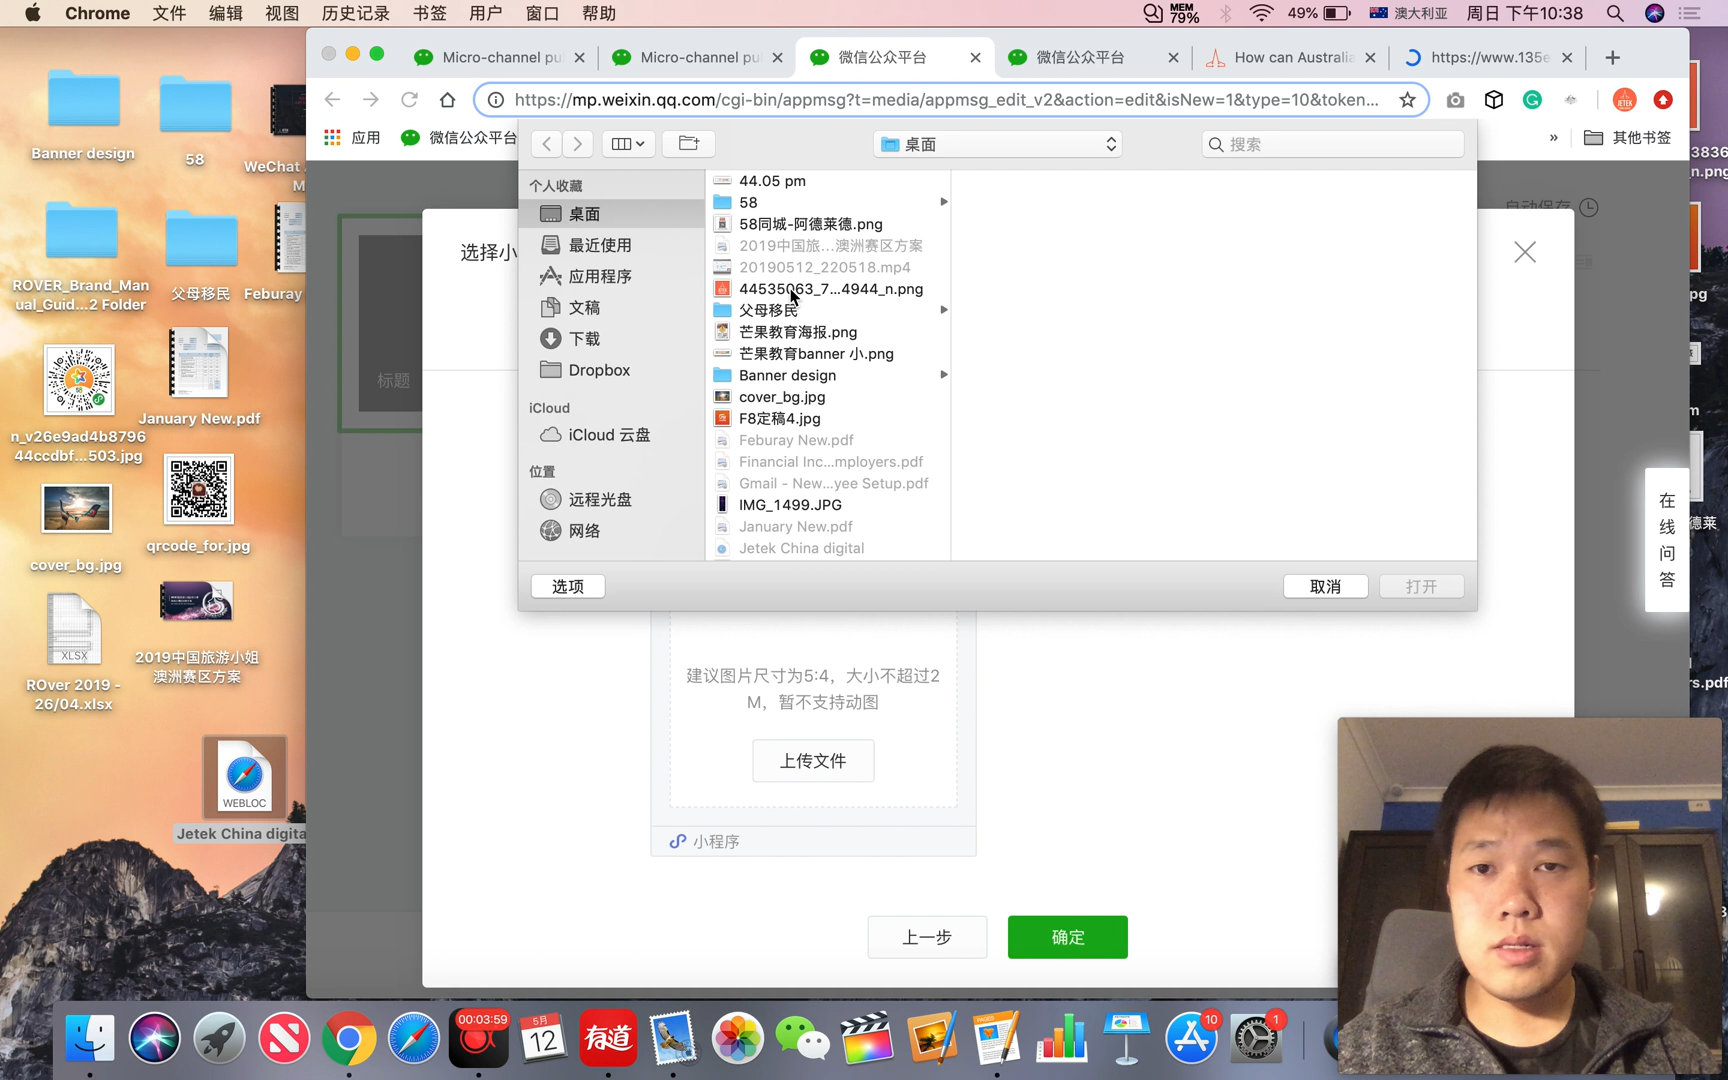 Chrome 文件 编辑 视图 历史记录 书签 用户 窗口 帮助
MEM 79% 49% 澳大利亚 周日 下午10:38
Micro-channel pu
Micro-channel pu
微信公众平台
微信公众平台
How can Australia
https://www.135e
https://mp.weixin.qq.com/cgi-bin/appmsg?t=media/appmsg_edit_v2&action=edit&isNew=1&type=10&token...
应用 微信公众平台
» 其他书签
桌面
搜索
个人收藏
桌面
最近使用
应用程序
文稿
下载
Dropbox
iCloud
iCloud 云盘
位置
远程光盘
网络
44.05 pm
58
58同城-阿德莱德.png
2019中国旅...澳洲赛区方案
20190512_220518.mp4
44535063_7...4944_n.png
父母移民
芒果教育海报.png
芒果教育banner 小.png
Banner design
cover_bg.jpg
F8定稿4.jpg
Feburay New.pdf
Financial Inc...mployers.pdf
Gmail - New...yee Setup.pdf
IMG_1499.JPG
January New.pdf
Jetek China digital
选项
取消
打开
自动保存
选择小
标题
建议图片尺寸为5:4，大小不超过2
M，暂不支持动图
上传文件
小程序
上一步
确定
在线问答
Banner design
58
WeChat
M
ROVER_Brand_Man
ual_Guid...2 Folder
父母移民
Feburay
n_v26e9ad4b8796
44ccdbf...503.jpg
January New.pdf
cover_bg.jpg
qrcode_for.jpg
XLSX
ROver 2019 -
26/04.xlsx
2019中国旅游小姐
澳洲赛区方案
WEBLOC
Jetek China digita
3836
n.png
pg
m
德莱
rs.pdf
00:03:59
5月
12
有道
PAGES
10
1
JETEK